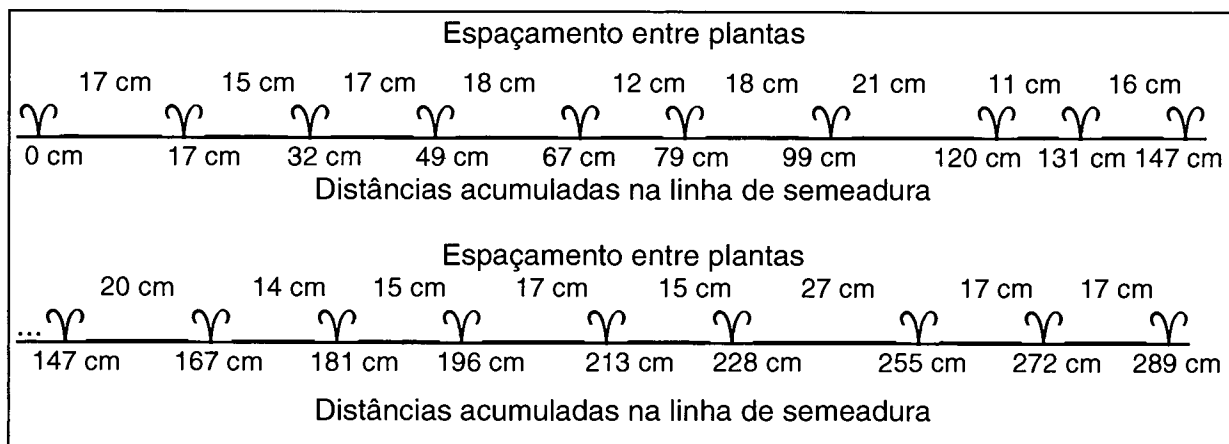 Espaçamento entre plantas
17 cm 15 cm 17 cm 18 cm 12 cm 18 cm 21 cm 11 cm 16 cm
0 cm 17 cm 32 cm 49 cm 67 cm 79 cm 99 cm 120 cm 131 cm 147 cm
Distâncias acumuladas na linha de semeadura
Espaçamento entre plantas
20 cm 14 cm 15 cm 17 cm 15 cm 27 cm 17 cm 17 cm
...
147 cm 167 cm 181 cm 196 cm 213 cm 228 cm 255 cm 272 cm 289 cm
Distâncias acumuladas na linha de semeadura